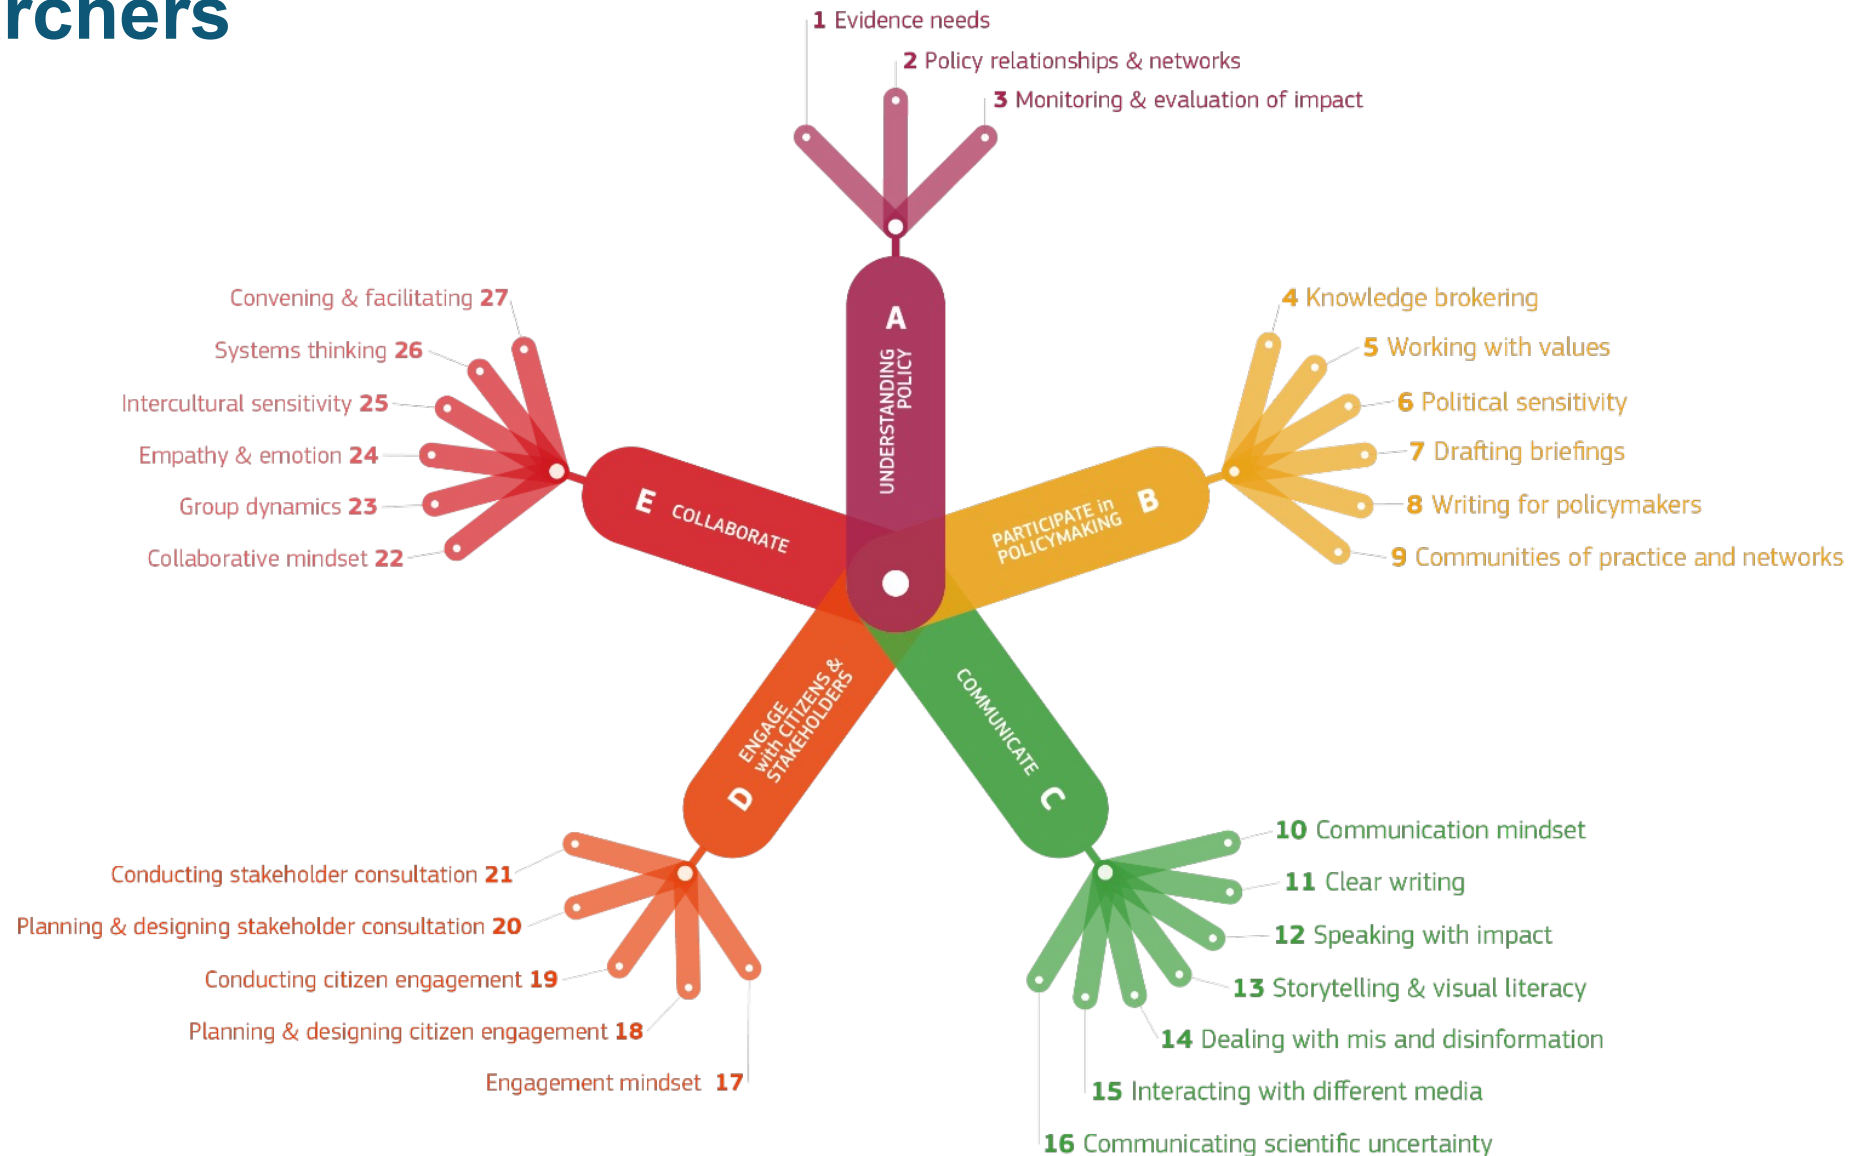 rchers
1 Evidence needs
2 Policy relationships & networks
3 Monitoring & evaluation of impact
A
UNDERSTANDING
POLICY
4 Knowledge brokering
5 Working with values
6 Political sensitivity
7 Drafting briefings
8 Writing for policymakers
9 Communities of practice and networks
B
PARTICIPATE in
POLICYMAKING
COMMUNICATE
C
10 Communication mindset
11 Clear writing
12 Speaking with impact
13 Storytelling & visual literacy
14 Dealing with mis and disinformation
15 Interacting with different media
16 Communicating scientific uncertainty
ENGAGE
with CITIZENS &
STAKEHOLDERS
D
Conducting stakeholder consultation 21
Planning & designing stakeholder consultation 20
Conducting citizen engagement 19
Planning & designing citizen engagement 18
Engagement mindset 17
E COLLABORATE
Convening & facilitating 27
Systems thinking 26
Intercultural sensitivity 25
Empathy & emotion 24
Group dynamics 23
Collaborative mindset 22